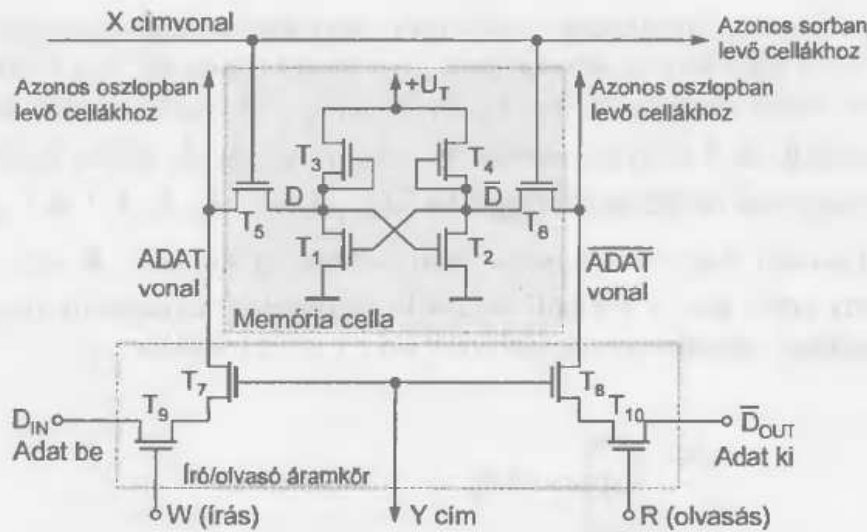 X címvonal
Azonos sorban
levő cellákhoz
Azonos oszlopban
levő cellákhoz
+U_T
Azonos oszlopban
levő cellákhoz
T₃
T₄
D
D̅
T₅
T₆
T₁
T₂
ADAT
vonal
A̅D̅A̅T̅
vonal
Memória cella
T₇
T₈
T₉
T₁₀
D_IN
Adat be
D̅_OUT
Adat ki
Író/olvasó áramkör
W (írás)
Y cím
R (olvasás)